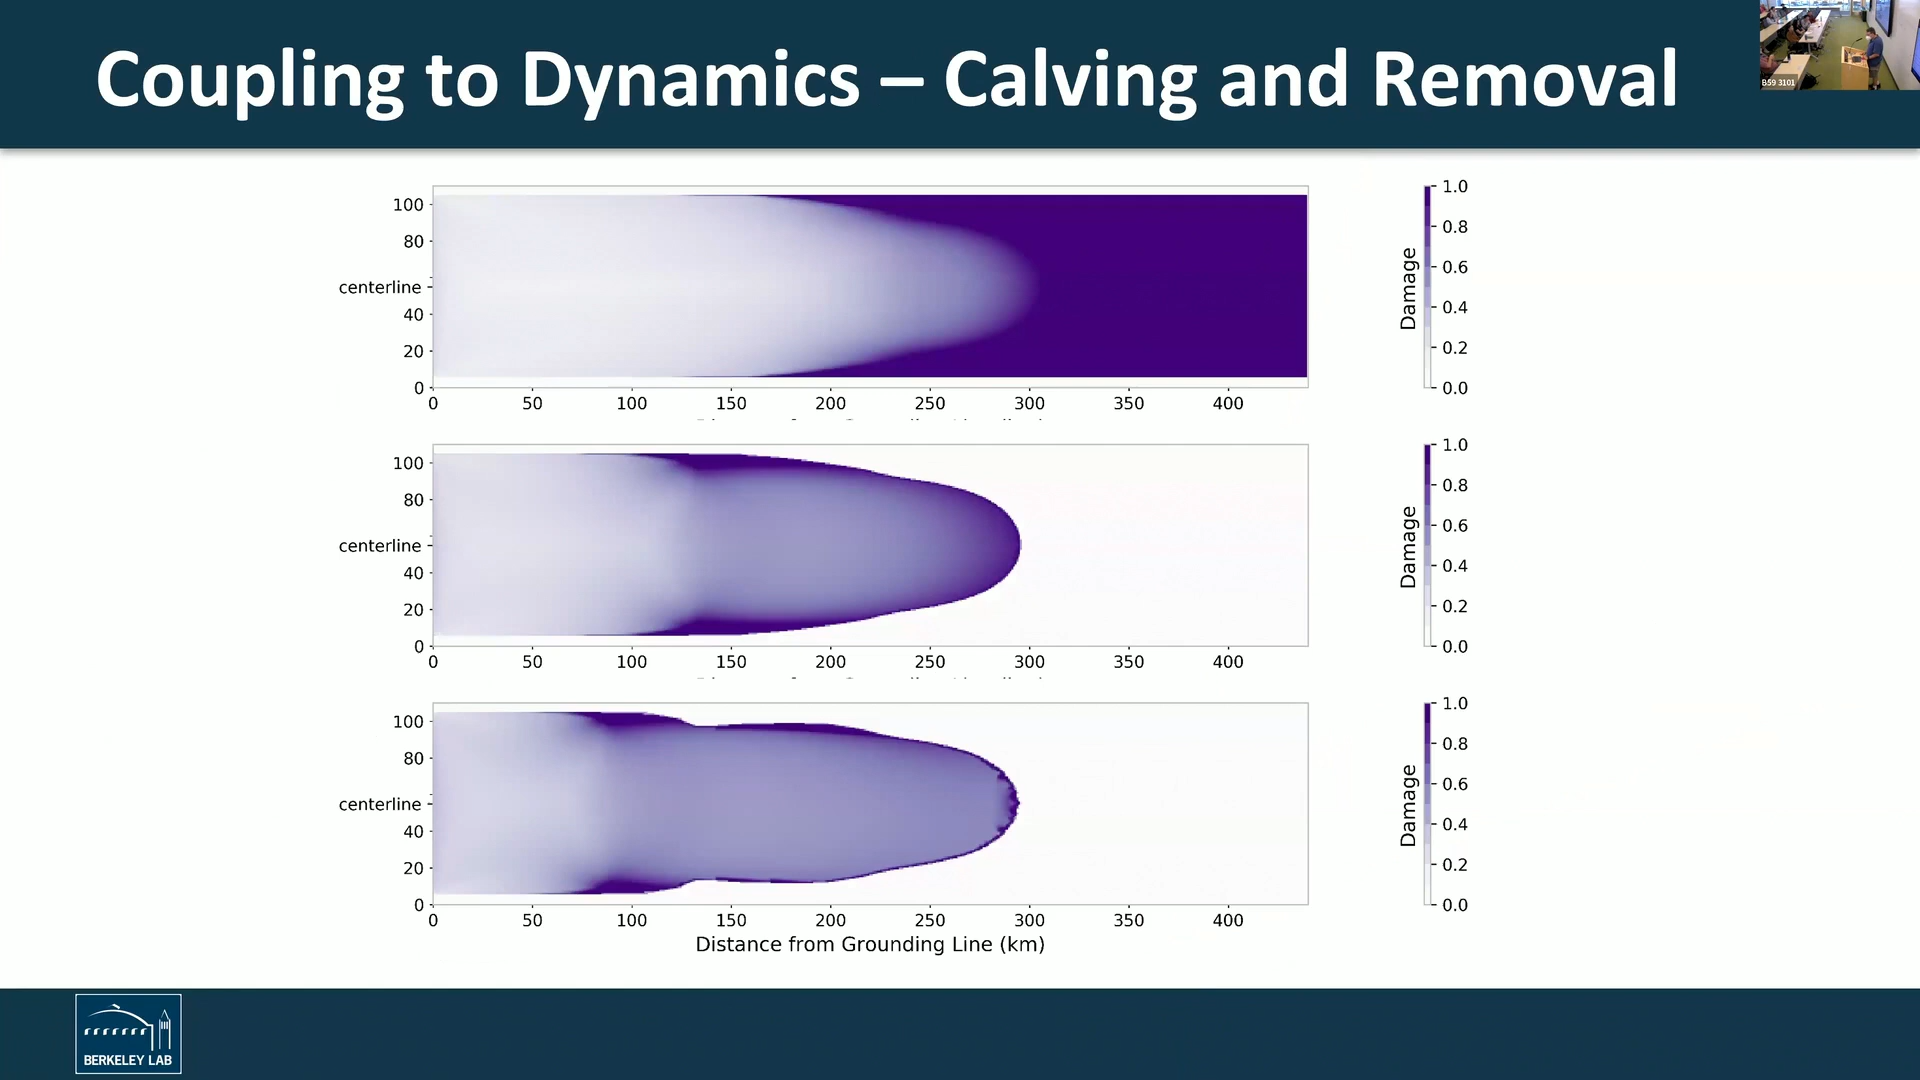 Coupling to Dynamics – Calving and Removal
B59 3101
100
80
centerline
40
20
0
0 50 100 150 200 250 300 350 400
Damage
1.0
0.8
0.6
0.4
0.2
0.0
100
80
centerline
40
20
0
0 50 100 150 200 250 300 350 400
Damage
1.0
0.8
0.6
0.4
0.2
0.0
100
80
centerline
40
20
0
0 50 100 150 200 250 300 350 400
Distance from Grounding Line (km)
Damage
1.0
0.8
0.6
0.4
0.2
0.0
BERKELEY LAB